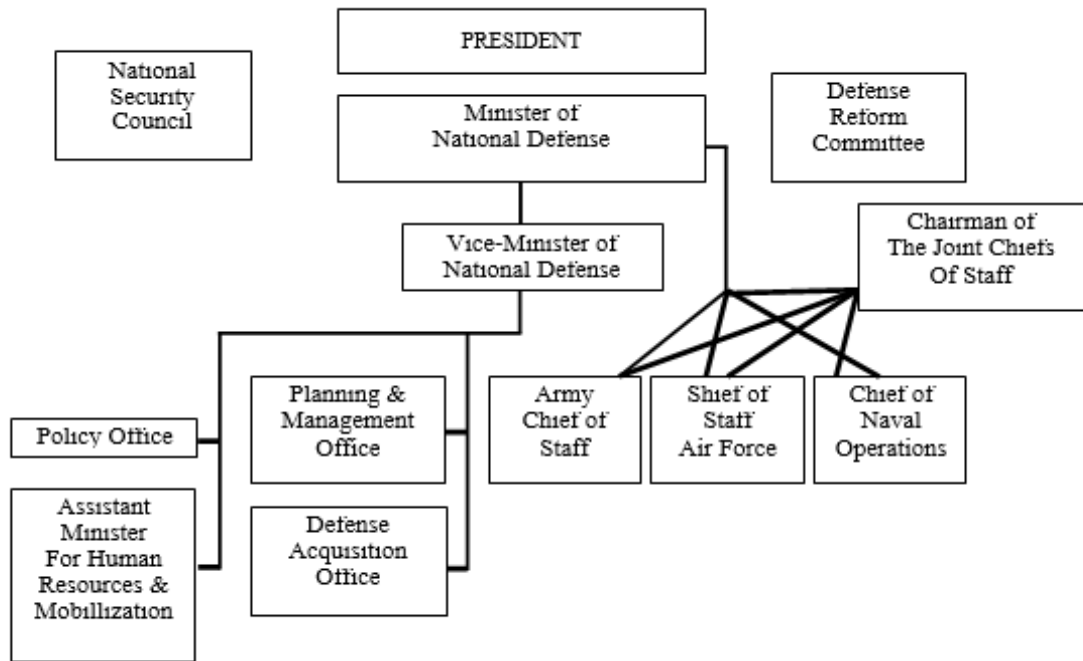 PRESIDENT
National
Security
Council
Minister of
National Defense
Defense
Reform
Committee
Vice-Minister of
National Defense
Chairman of
The Joint Chiefs
Of Staff
Policy Office
Planning &
Management
Office
Army
Chief of
Staff
Shief of
Staff
Air Force
Chief of
Naval
Operations
Assistant
Minister
For Human
Resources &
Mobillization
Defense
Acquisition
Office